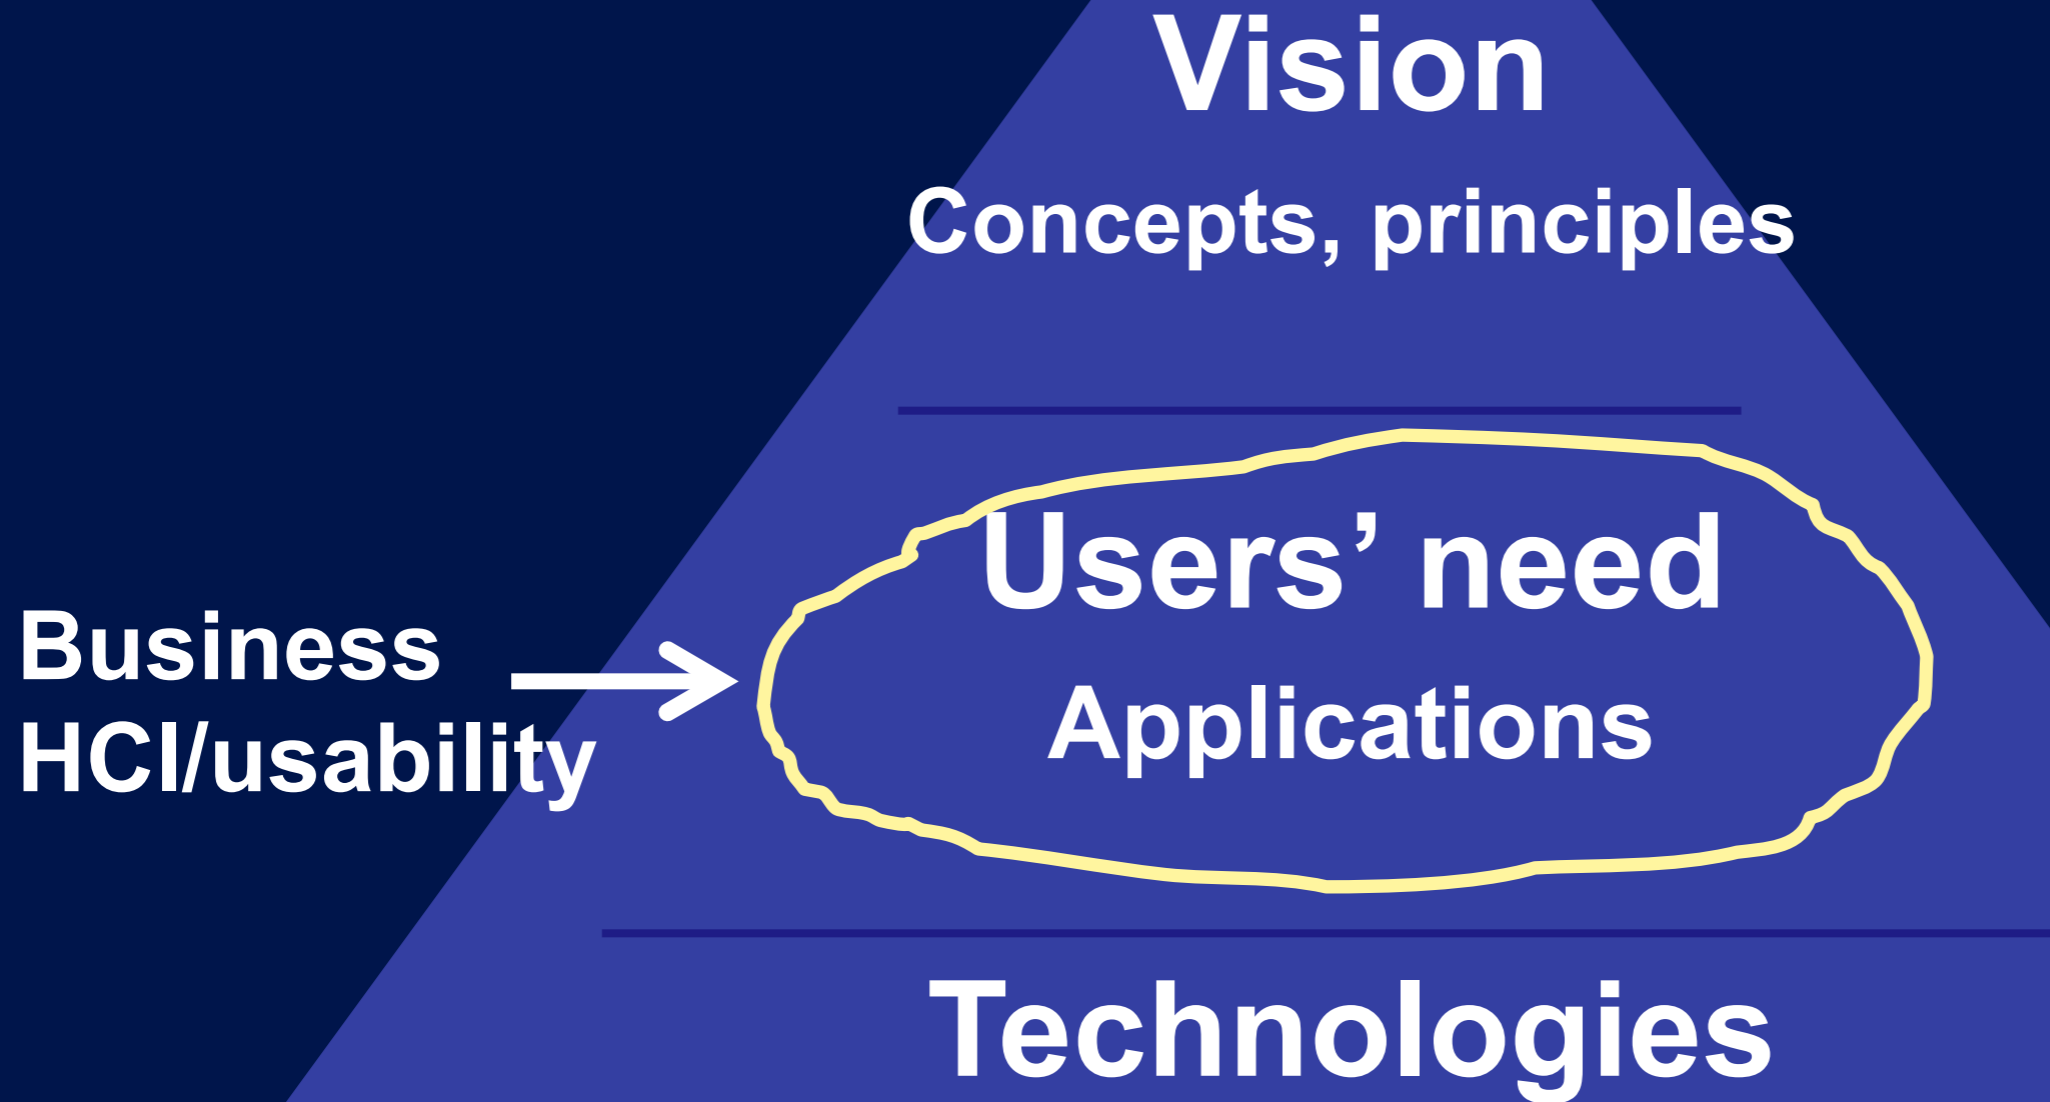 Vision
Concepts, principles
Users’ need
Applications
Business
HCI/usability
Technologies